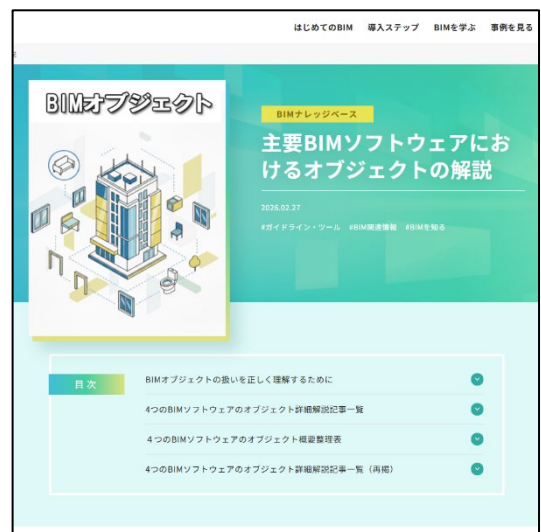 はじめてのBIM 導入ステップ BIMを学ぶ 事例を見る
BIMオブジェクト
BIMナレッジベース
主要BIMソフトウェアにお
けるオブジェクトの解説
2026.02.27
#ガイドライン・ツール #BIM関連情報 #BIMを知る
目次
BIMオブジェクトの扱いを正しく理解するために
4つのBIMソフトウェアのオブジェクト詳細解説記事一覧
４つのBIMソフトウェアのオブジェクト概要整理表
4つのBIMソフトウェアのオブジェクト詳細解説記事一覧（再掲）